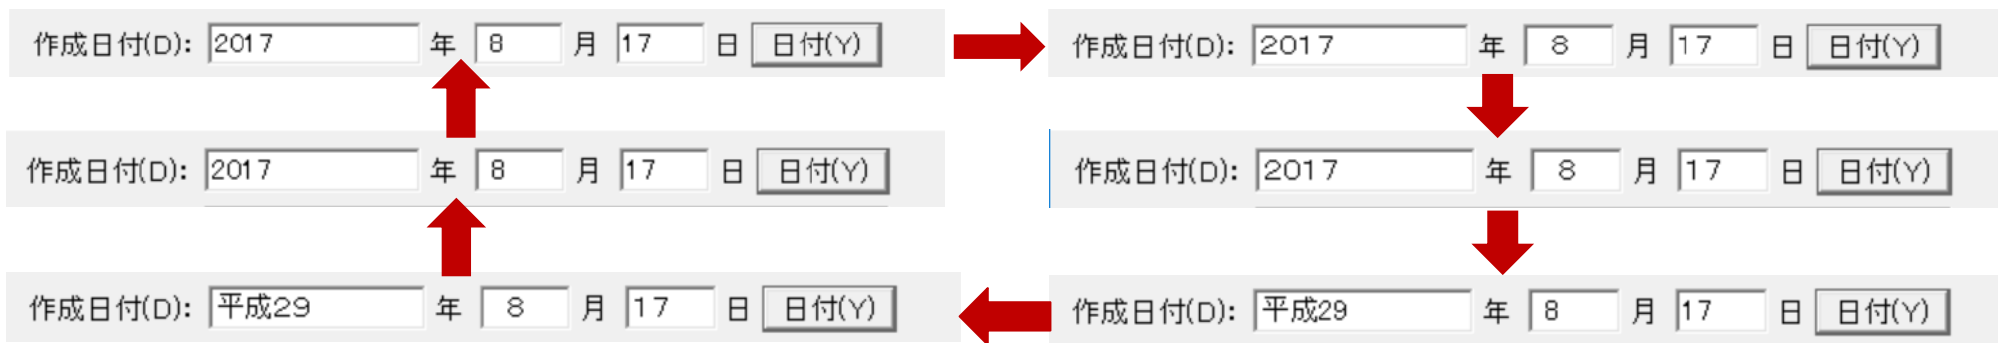 作成日付(D): 2017 年 8 月 17 日 日付(Y)
作成日付(D): 2017 年 8 月 17 日 日付(Y)
作成日付(D): 2017 年 8 月 17 日 日付(Y)
作成日付(D): 2017 年 8 月 17 日 日付(Y)
作成日付(D): 平成29 年 8 月 17 日 日付(Y)
作成日付(D): 平成29 年 8 月 17 日 日付(Y)